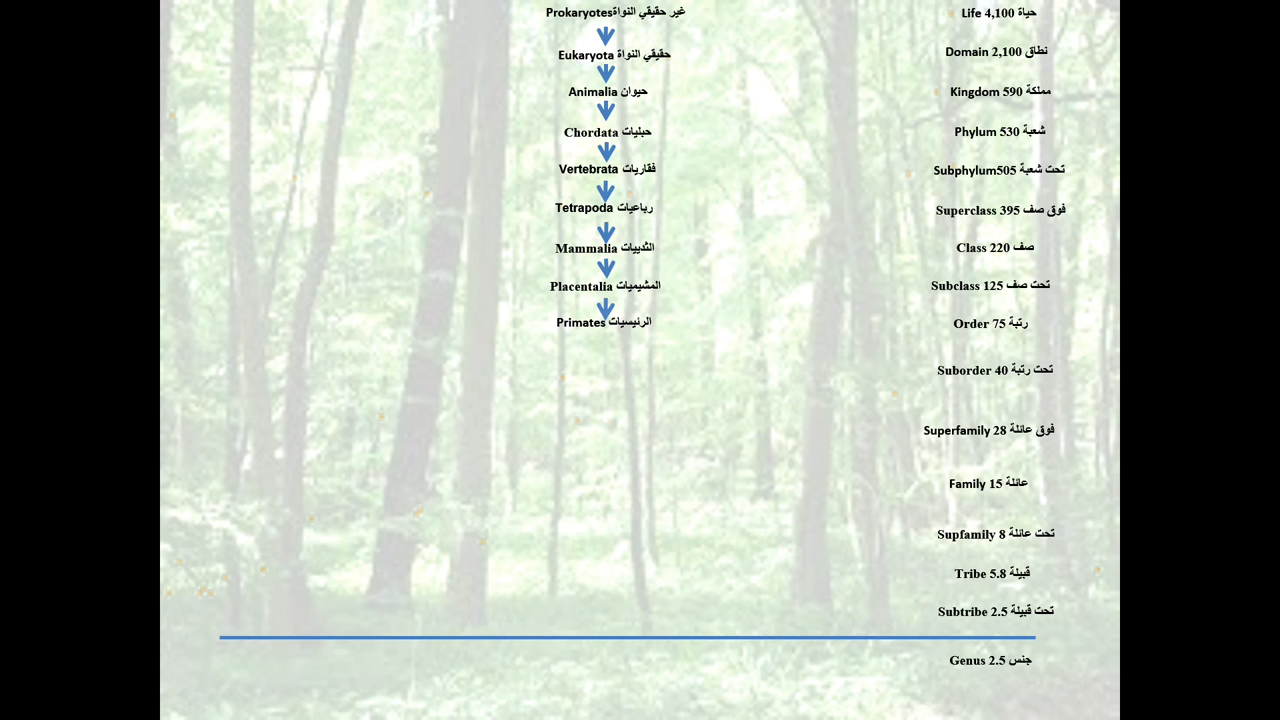 Prokaryotesغير حقيقي النواة
Life 4,100 حياة
Eukaryota حقيقي النواة
Domain 2,100 نطاق
Animalia حيوان
Kingdom 590 مملكة
Chordata حبليات
Phylum 530 شعبة
Vertebrata فقاريات
Subphylum505 تحت شعبة
Tetrapoda رباعيات
Superclass 395 فوق صف
Mammalia الثدييات
Class 220 صف
Placentalia المشيميات
Subclass 125 تحت صف
Primates الرئيسيات
Order 75 رتبة
Suborder 40 تحت رتبة
Superfamily 28 فوق عائلة
Family 15 عائلة
Supfamily 8 تحت عائلة
Tribe 5.8 قبيلة
Subtribe 2.5 تحت قبيلة
Genus 2.5 جنس